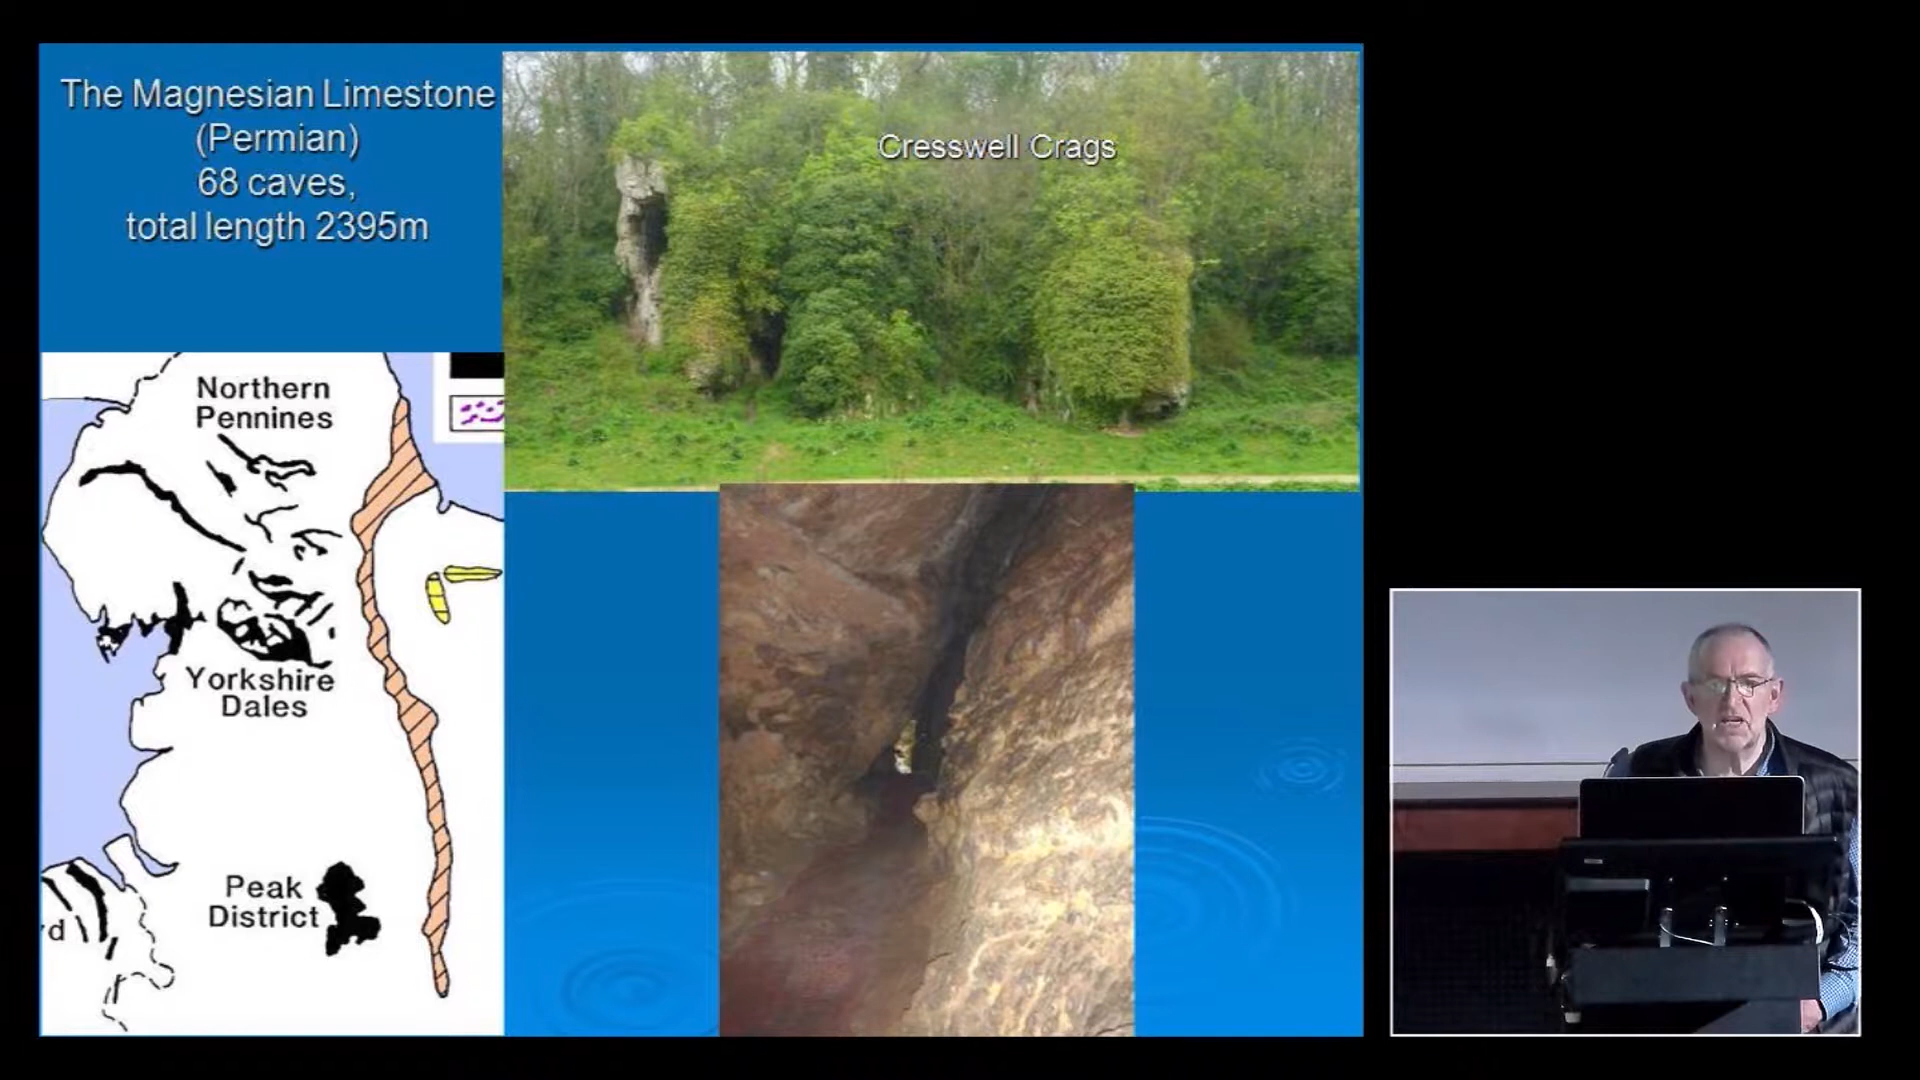 The Magnesian Limestone
(Permian)
68 caves,
total length 2395m
Cresswell Crags
Northern
Pennines
Yorkshire
Dales
Peak
District
d